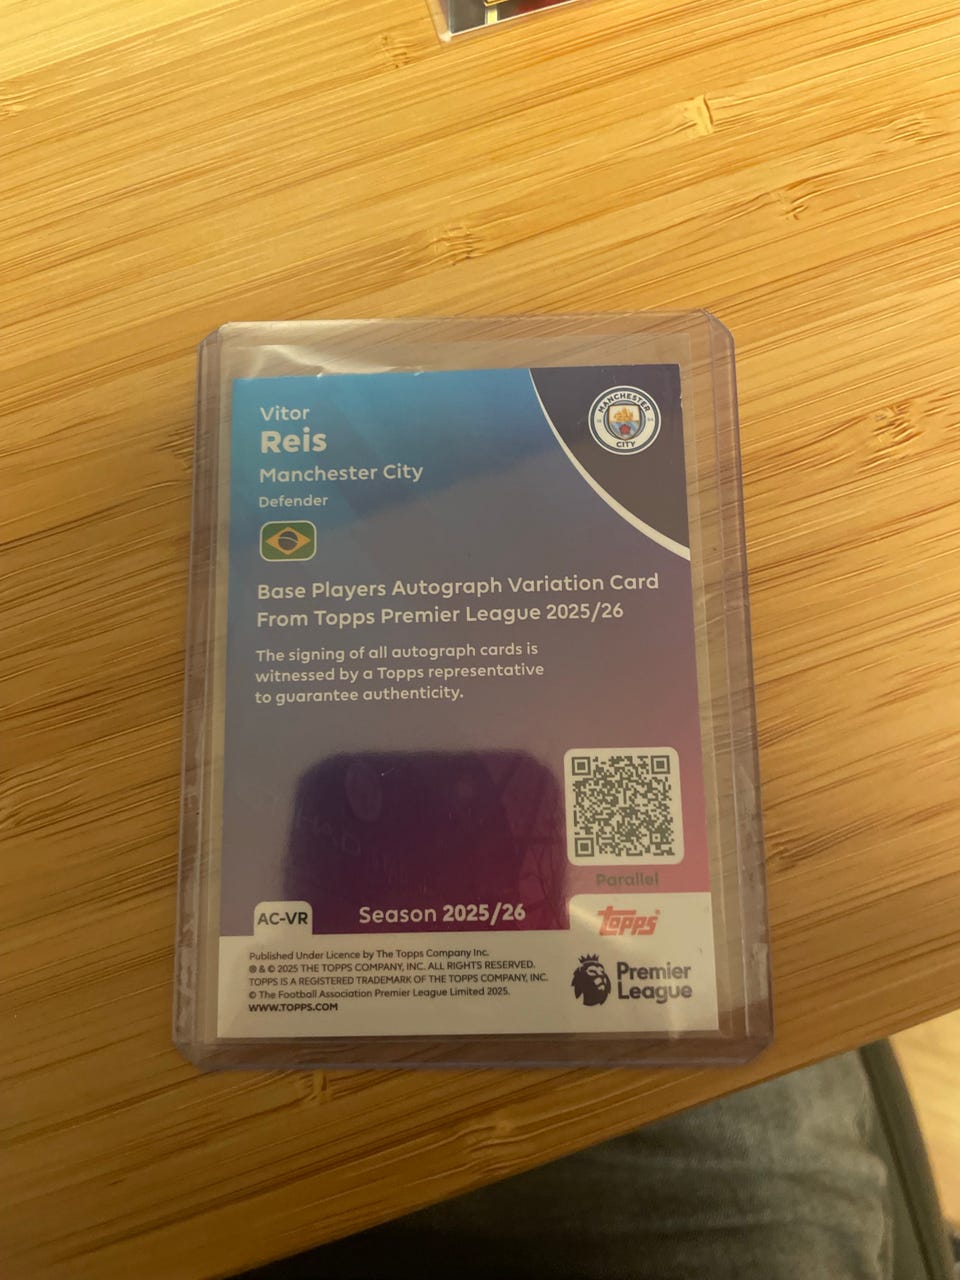 Vitor
Reis
Manchester City
Defender
MANCHESTER
CITY
Base Players Autograph Variation Card
From Topps Premier League 2025/26
The signing of all autograph cards is
witnessed by a Topps representative
to guarantee authenticity.
Parallel
AC-VR
Season 2025/26
topps
Published Under Licence by The Topps Company Inc.
® & © 2025 THE TOPPS COMPANY, INC. ALL RIGHTS RESERVED.
TOPPS IS A REGISTERED TRADEMARK OF THE TOPPS COMPANY, INC.
© The Football Association Premier League Limited 2025.
WWW.TOPPS.COM
Premier
League